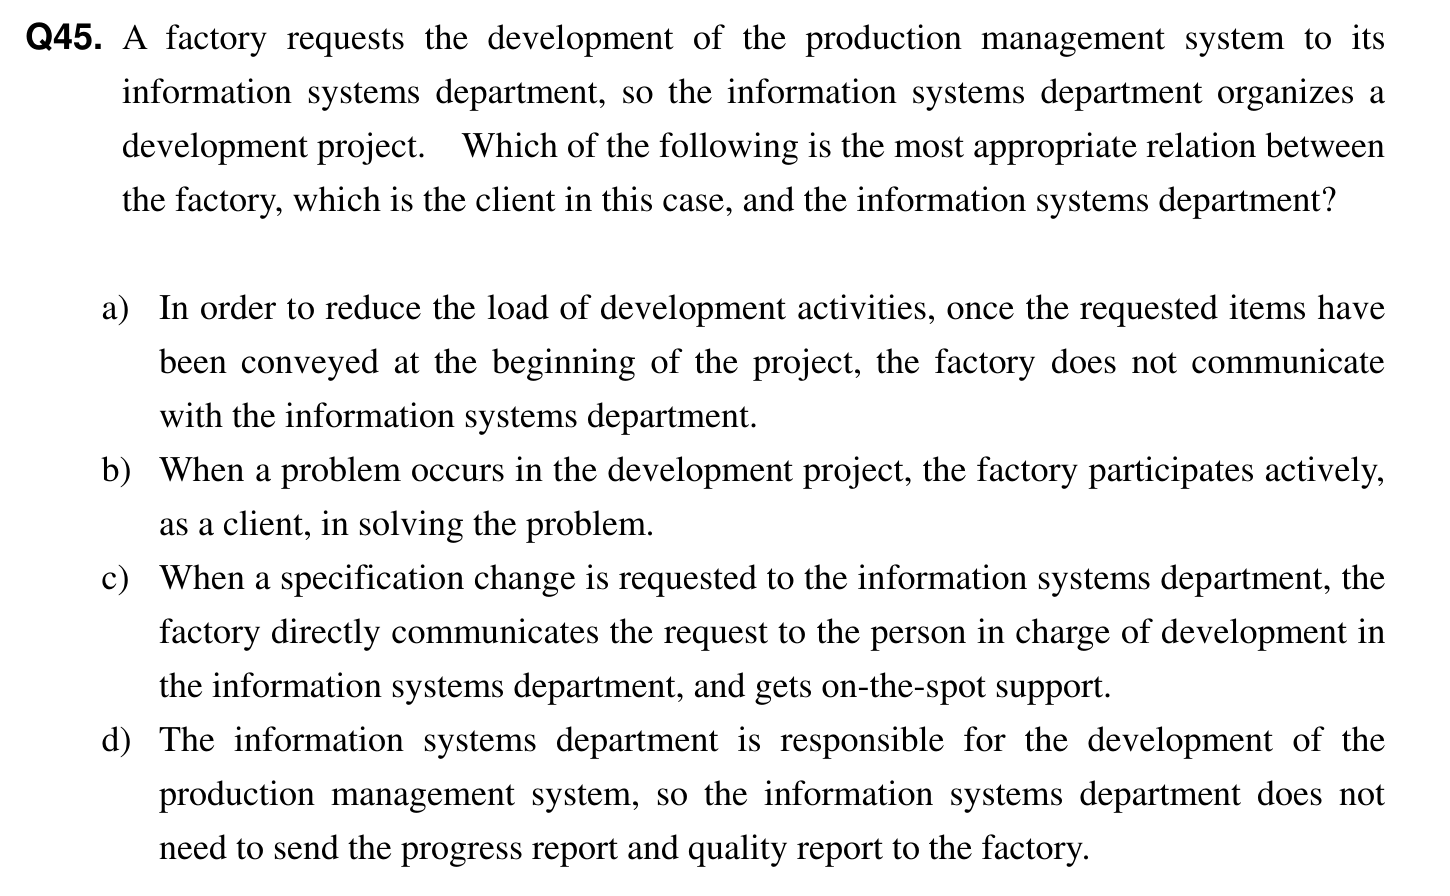 Q45. A factory requests the development of the production management system to its
information systems department, so the information systems department organizes a
development project. Which of the following is the most appropriate relation between
the factory, which is the client in this case, and the information systems department?
a) In order to reduce the load of development activities, once the requested items have
been conveyed at the beginning of the project, the factory does not communicate
with the information systems department.
b) When a problem occurs in the development project, the factory participates actively,
as a client, in solving the problem.
c) When a specification change is requested to the information systems department, the
factory directly communicates the request to the person in charge of development in
the information systems department, and gets on-the-spot support.
d) The information systems department is responsible for the development of the
production management system, so the information systems department does not
need to send the progress report and quality report to the factory.